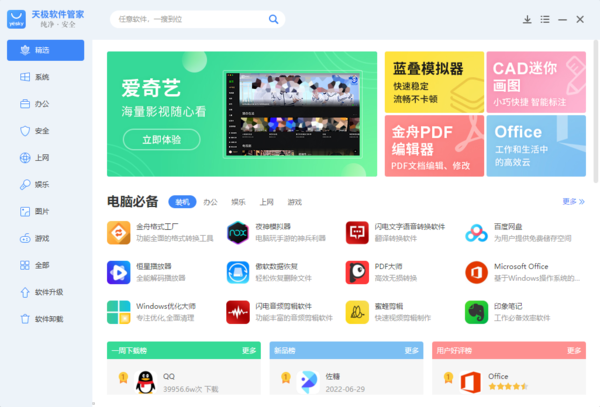 yesky
天极软件管家
纯净·安全
任意软件,一搜到位
精选
系统
办公
安全
上网
娱乐
图片
游戏
全部
软件升级
软件卸载
爱奇艺
海量影视随心看
立即体验
蓝叠模拟器
快速稳定
流畅不卡顿
CAD迷你
画图
小巧快捷 智能标注
金舟PDF
编辑器
PDF文档编辑、修改
Office
工作和生活中
的高效云
电脑必备
装机
办公
娱乐
上网
游戏
更多
金舟格式工厂
功能全面的格式转换工具
夜神模拟器
电脑玩手游的神兵利器
闪电文字语音转换软件
翻译转换软件
百度网盘
为用户提供免费储存空间
恒星播放器
全能解码播放器
傲软数据恢复
轻松恢复删除文件
PDF大师
高效无损转换
Microsoft Office
基于Windows操作系统的...
Windows优化大师
专注优化,全面清理
闪电音频剪辑软件
功能丰富的音频剪辑软件
蜜蜂剪辑
快速视频剪辑制作
印象笔记
工作必备效密软件
一周下载榜
更多
新品榜
更多
用户好评榜
更多
1
QQ
39956.6w次 下载
1
佐糖
2022-06-29
1
Office